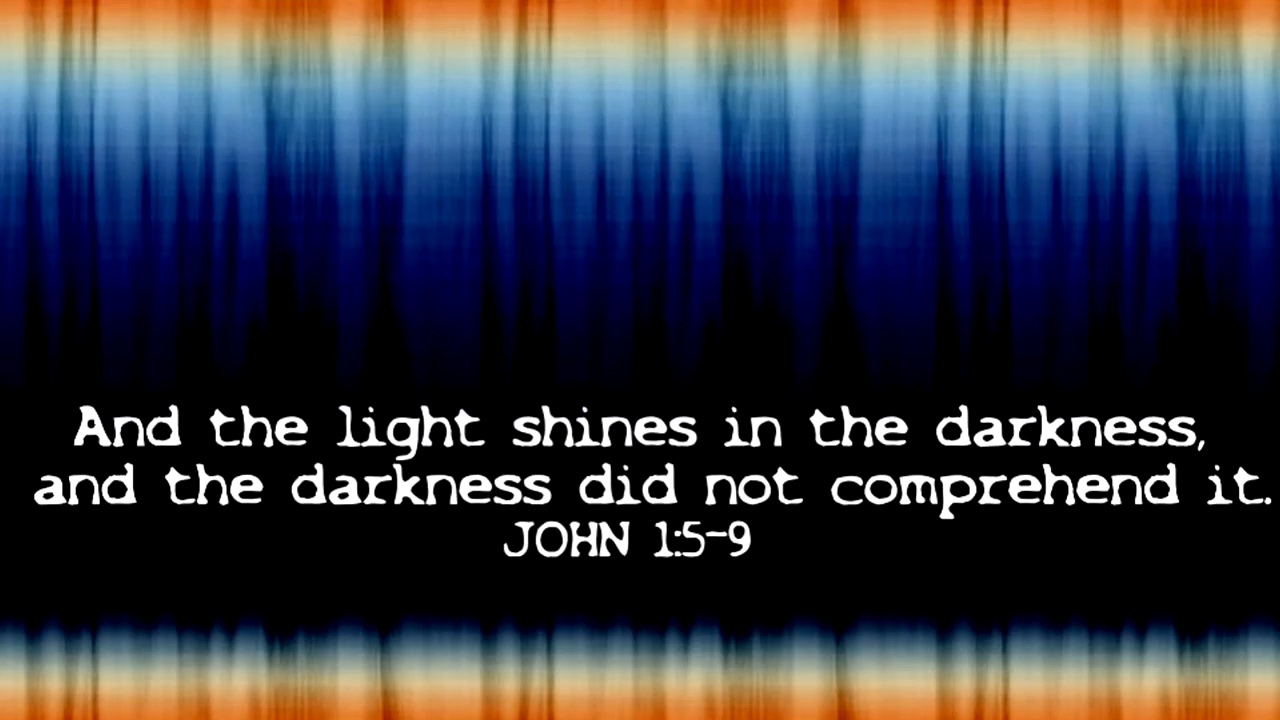 And the light shines in the darkness,
and the darkness did not comprehend it.
JOHN 1:5-9